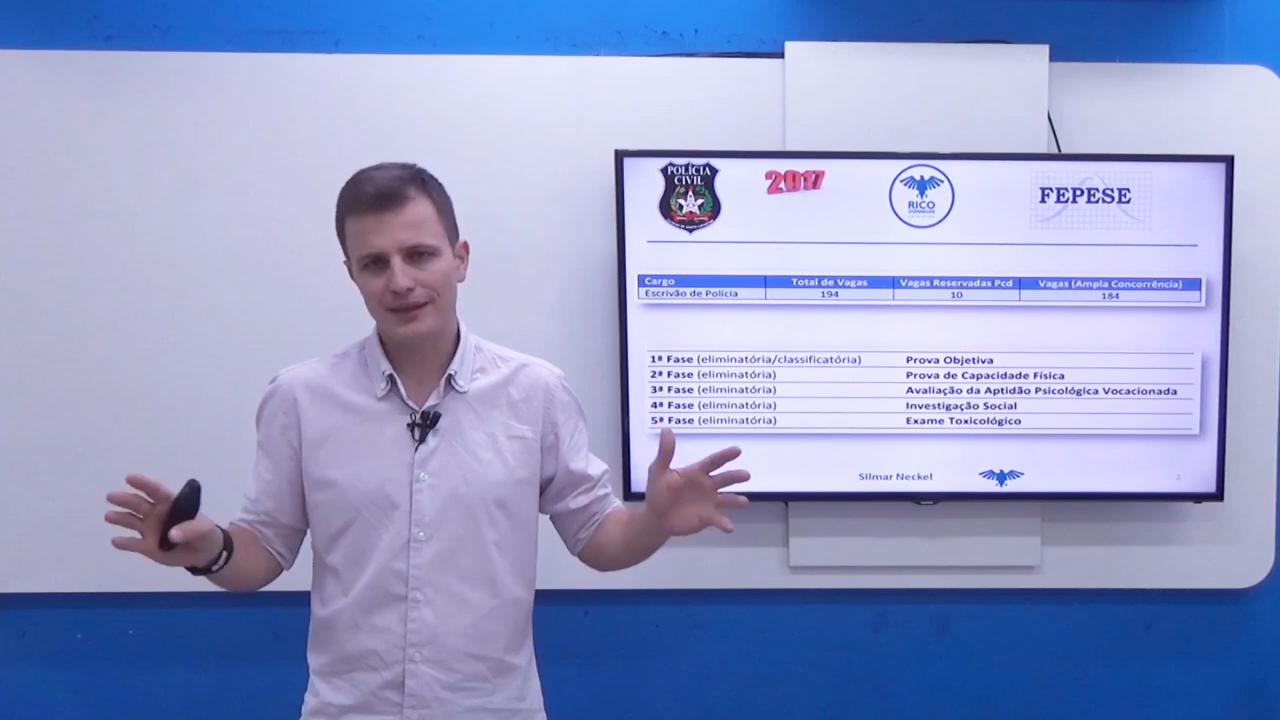 POLÍCIA
CIVIL
2017
RICO
FEPESE
Cargo Total de Vagas Vagas Reservadas Pcd Vagas (Ampla Concorrência)
Escrivão de Polícia 194 10 184
1ª Fase (eliminatória/classificatória) Prova Objetiva
2ª Fase (eliminatória) Prova de Capacidade Física
3ª Fase (eliminatória) Avaliação da Aptidão Psicológica Vocacionada
4ª Fase (eliminatória) Investigação Social
5ª Fase (eliminatória) Exame Toxicológico
Silmar Neckel
2